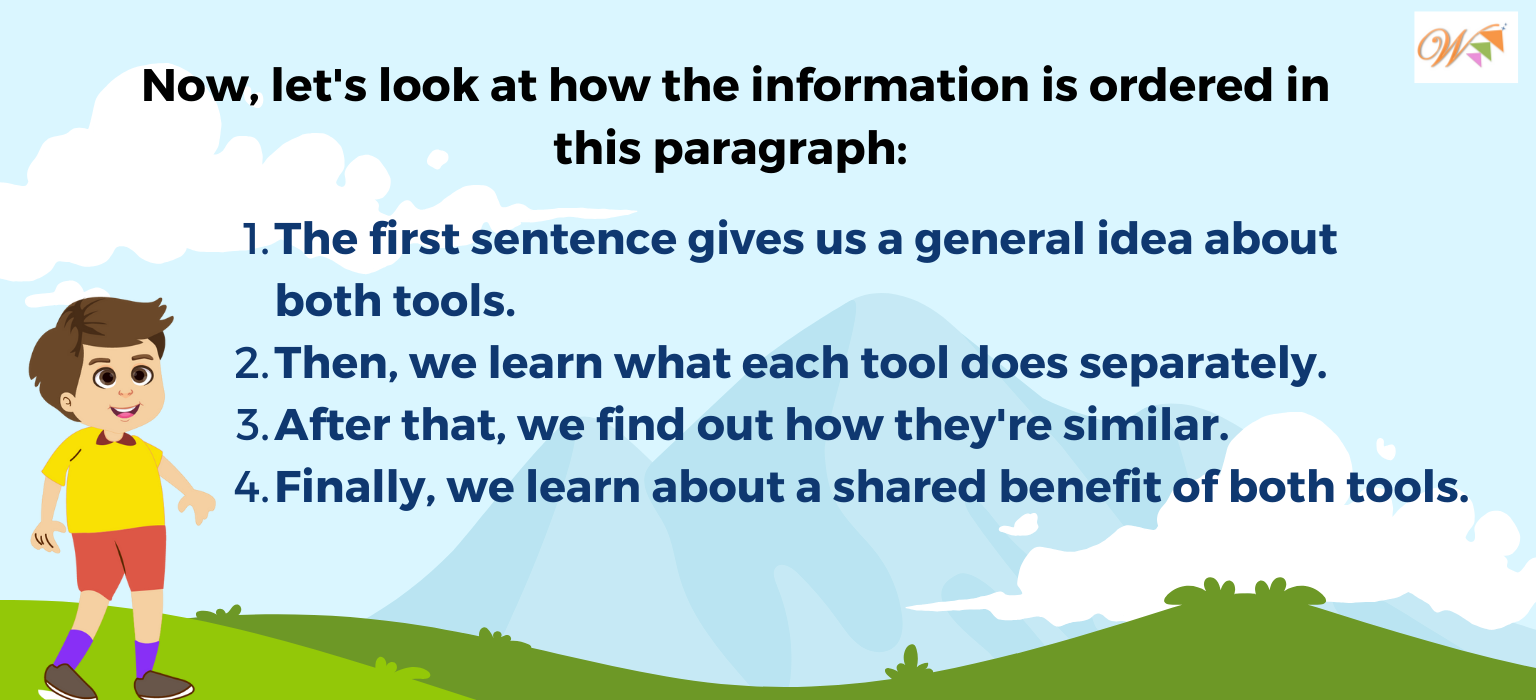 W
Now, let's look at how the information is ordered in
this paragraph:
1. The first sentence gives us a general idea about
both tools.
2. Then, we learn what each tool does separately.
3. After that, we find out how they're similar.
4. Finally, we learn about a shared benefit of both tools.